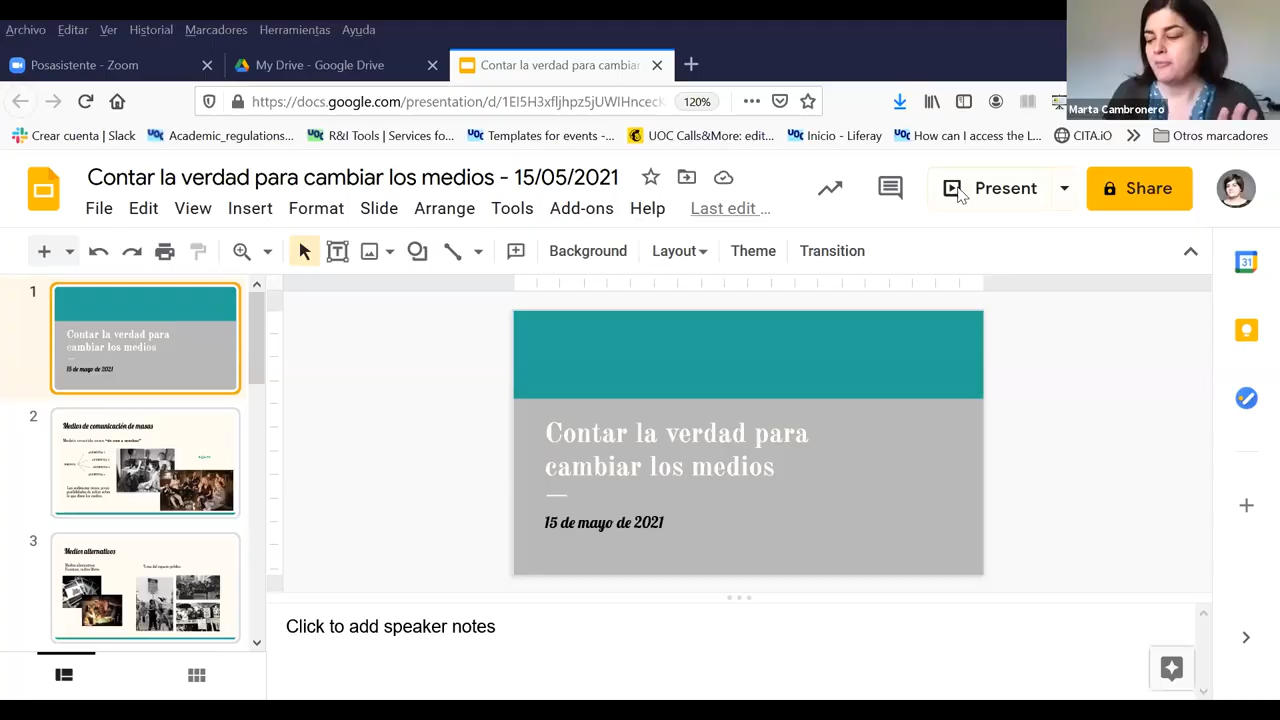 Archivo Editar Ver Historial Marcadores Herramientas Ayuda
Posasistente - Zoom
My Drive - Google Drive
Contar la verdad para cambiar
https://docs.google.com/presentation/d/1EI5H3xfljhpz5jUWIHnceck
120%
Marta Cambronero
Crear cuenta | Slack
Academic_regulations...
R&I Tools | Services fo...
Templates for events -...
UOC Calls&More: edit...
Inicio - Liferay
How can I access the L...
CITA.iO
Otros marcadores
Contar la verdad para cambiar los medios - 15/05/2021
Present
Share
File Edit View Insert Format Slide Arrange Tools Add-ons Help Last edit ...
Background Layout Theme Transition
31
1
Contar la verdad para
cambiar los medios
15 de mayo de 2021
2
Medios de comunicación de masas
3
Medios alternativos
Contar la verdad para
cambiar los medios
15 de mayo de 2021
Click to add speaker notes